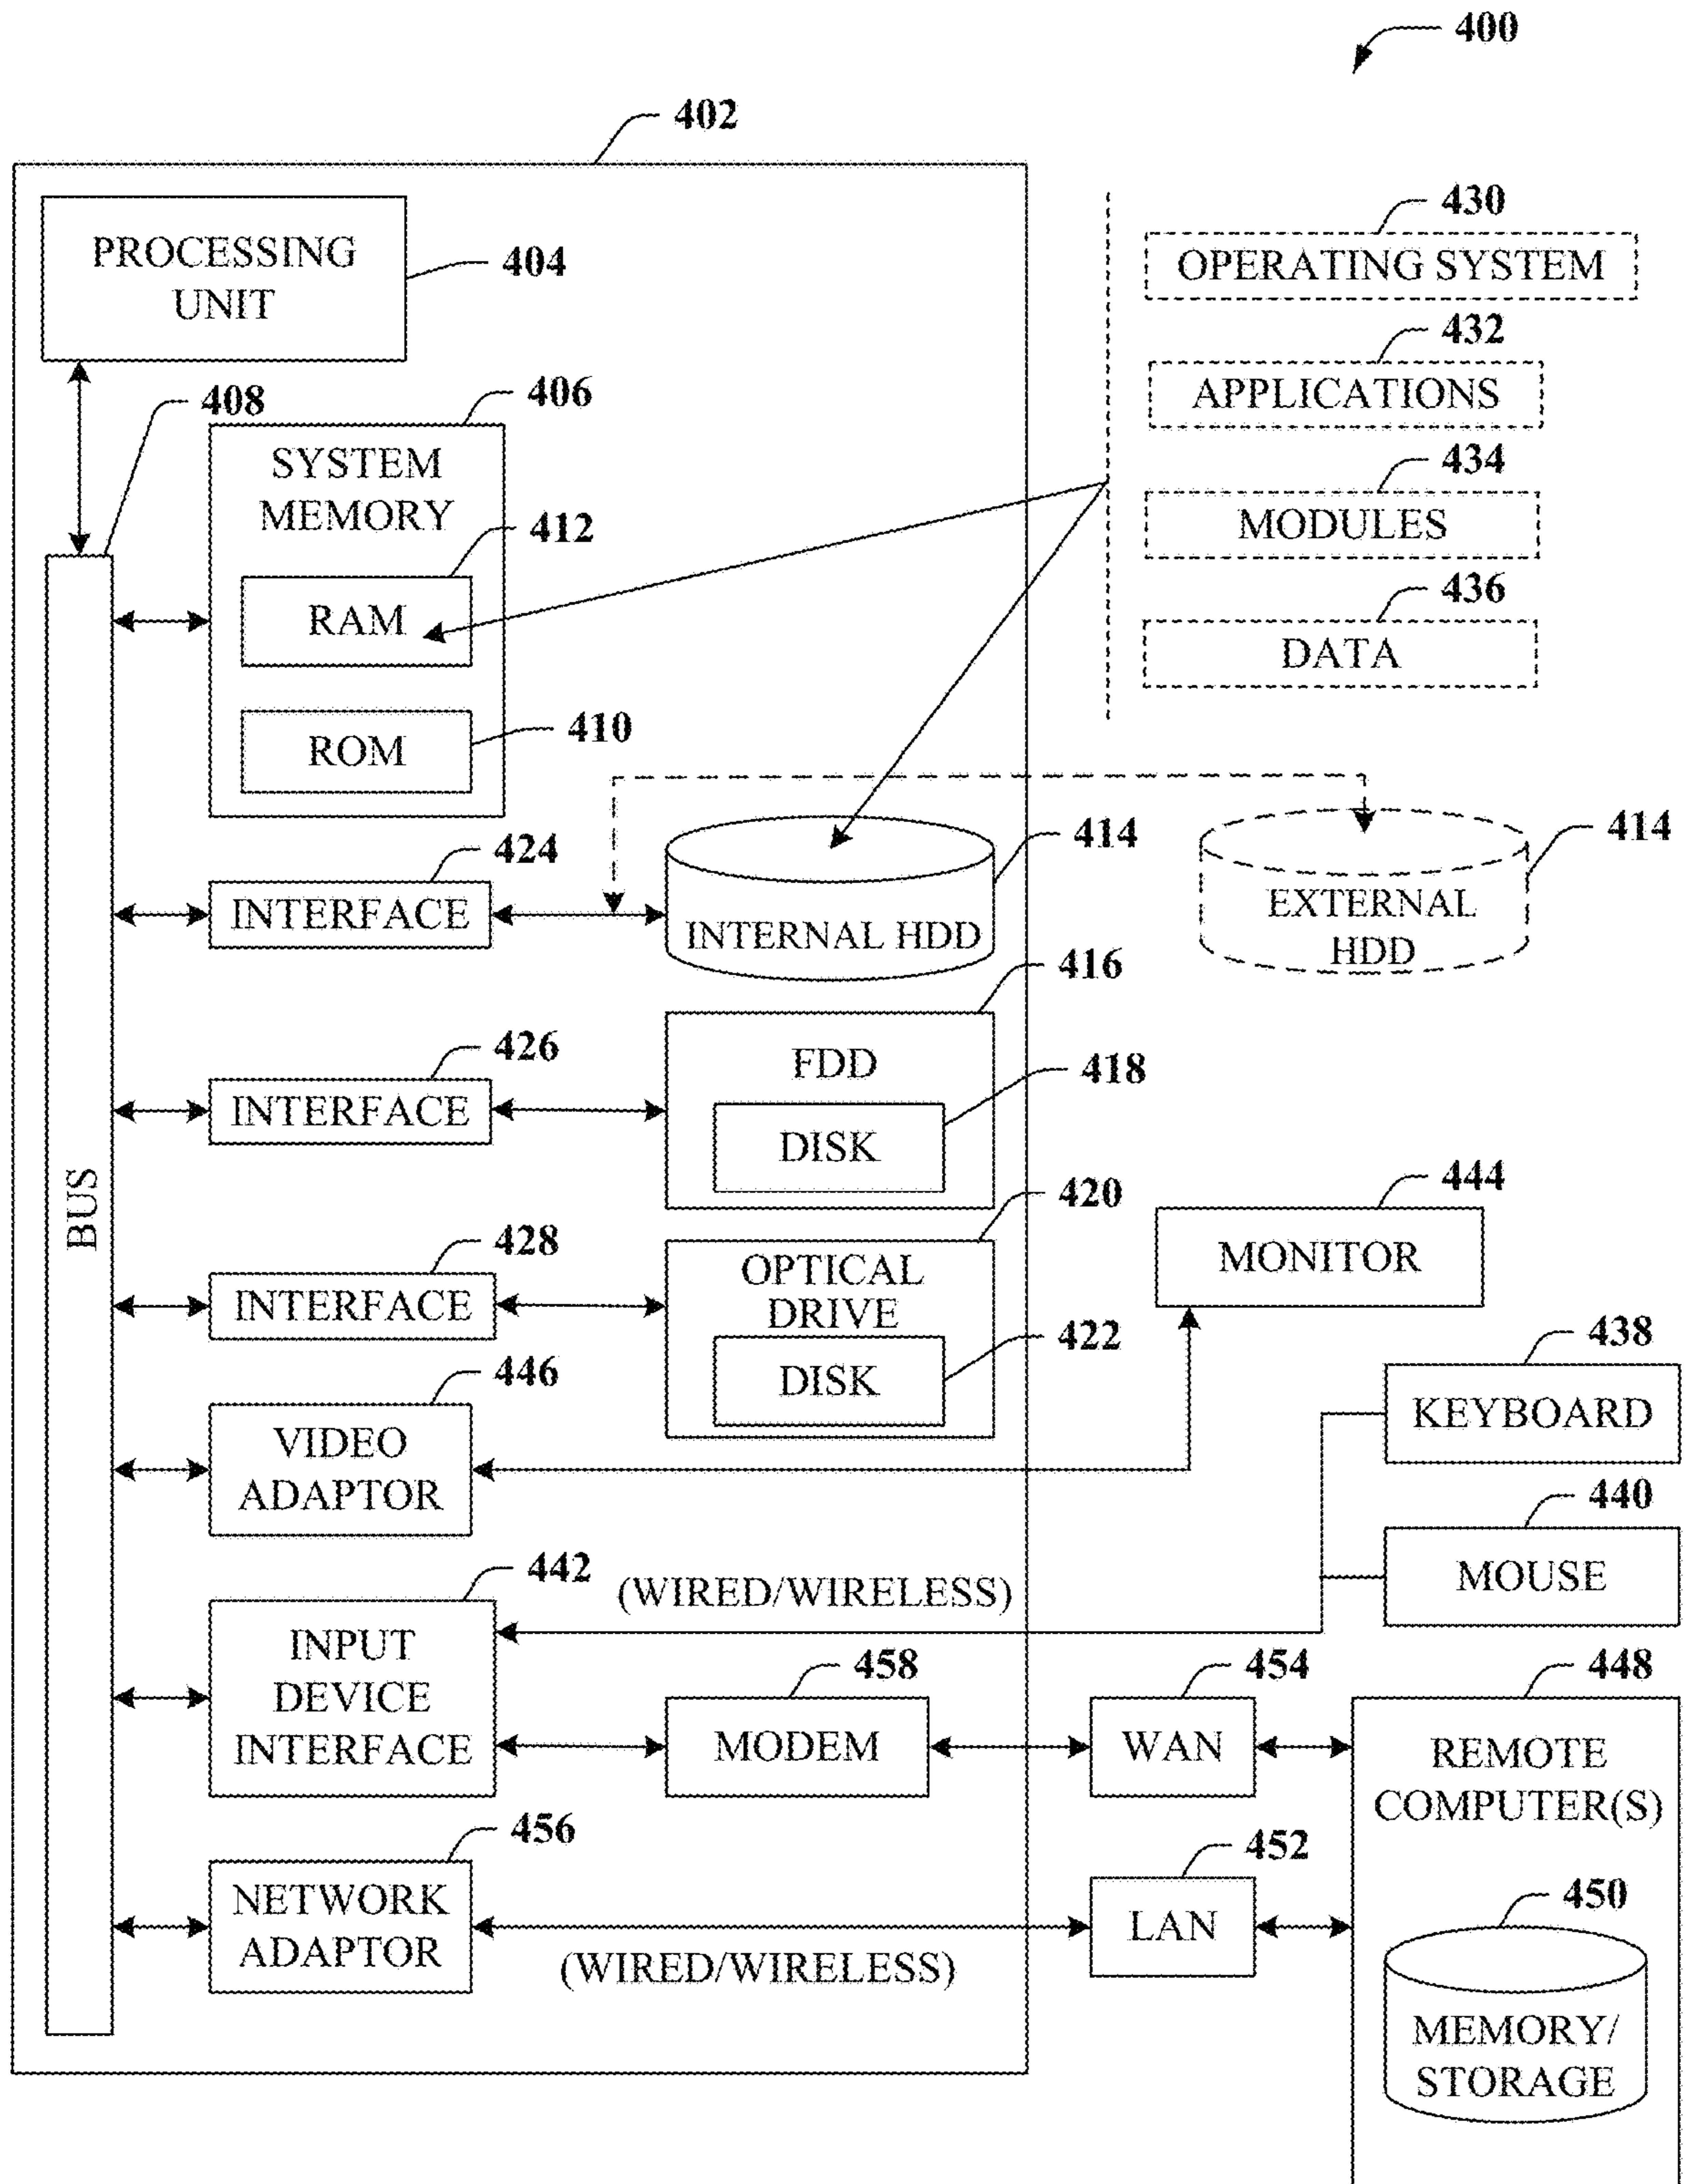 400
402
PROCESSING
UNIT
404
430
OPERATING SYSTEM
432
APPLICATIONS
434
MODULES
436
DATA
408
406
SYSTEM
MEMORY
412
RAM
410
ROM
BUS
424
INTERFACE
414
INTERNAL HDD
414
EXTERNAL
HDD
426
INTERFACE
416
FDD
418
DISK
428
INTERFACE
420
OPTICAL
DRIVE
422
DISK
444
MONITOR
446
VIDEO
ADAPTOR
438
KEYBOARD
440
MOUSE
442
(WIRED/WIRELESS)
INPUT
DEVICE
INTERFACE
458
MODEM
454
WAN
448
REMOTE
COMPUTER(S)
456
NETWORK
ADAPTOR
(WIRED/WIRELESS)
452
LAN
450
MEMORY/
STORAGE